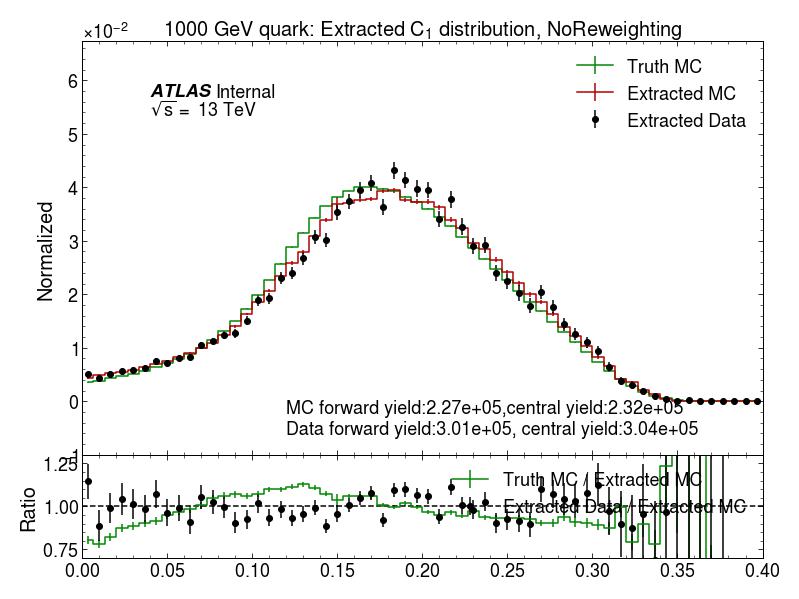 ×10⁻² 1000 GeV quark: Extracted C₁ distribution, NoReweighting
ATLAS Internal
√s = 13 TeV
Truth MC
Extracted MC
Extracted Data
Normalized
6
5
4
3
2
1
0
MC forward yield:2.27e+05,central yield:2.32e+05
Data forward yield:3.01e+05, central yield:3.04e+05
Truth MC / Extracted MC
Extracted Data / Extracted MC
Ratio
1.25
1.00
0.75
0.00 0.05 0.10 0.15 0.20 0.25 0.30 0.35 0.40